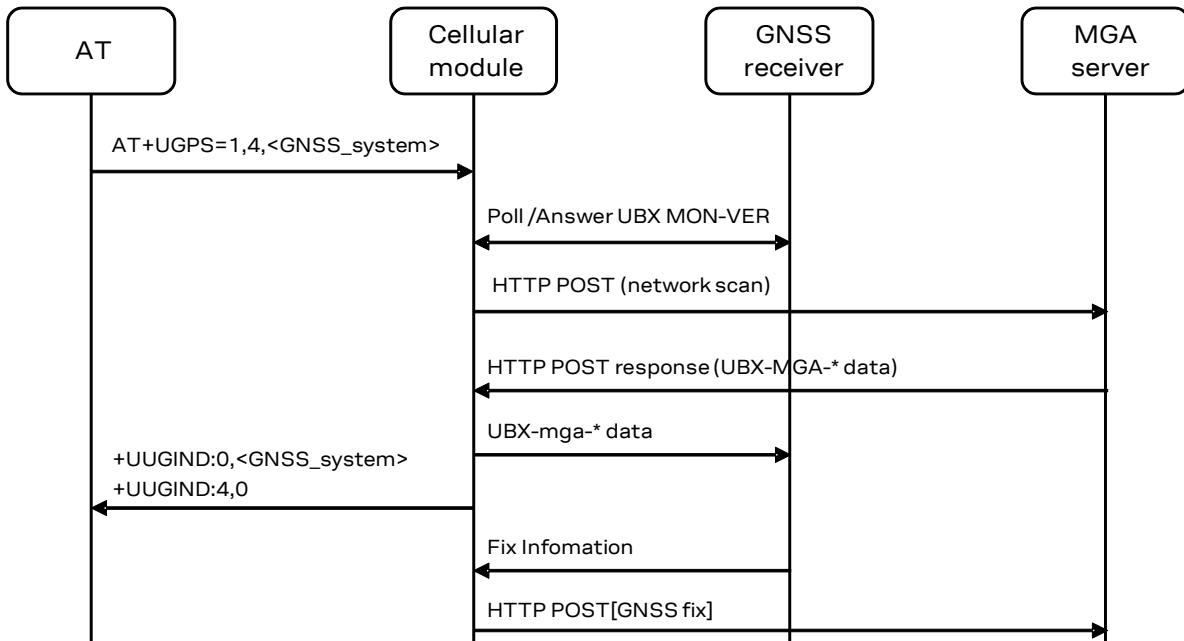 AT
Cellular
module
GNSS
receiver
MGA
server
AT+UGPS=1,4,<GNSS_system>
Poll/Answer UBX MON-VER
HTTP POST (network scan)
HTTP POST response (UBX-MGA-* data)
UBX-mga-* data
+UUGIND:0,<GNSS_system>
+UUGIND:4,0
Fix Infomation
HTTP POST[GNSS fix]